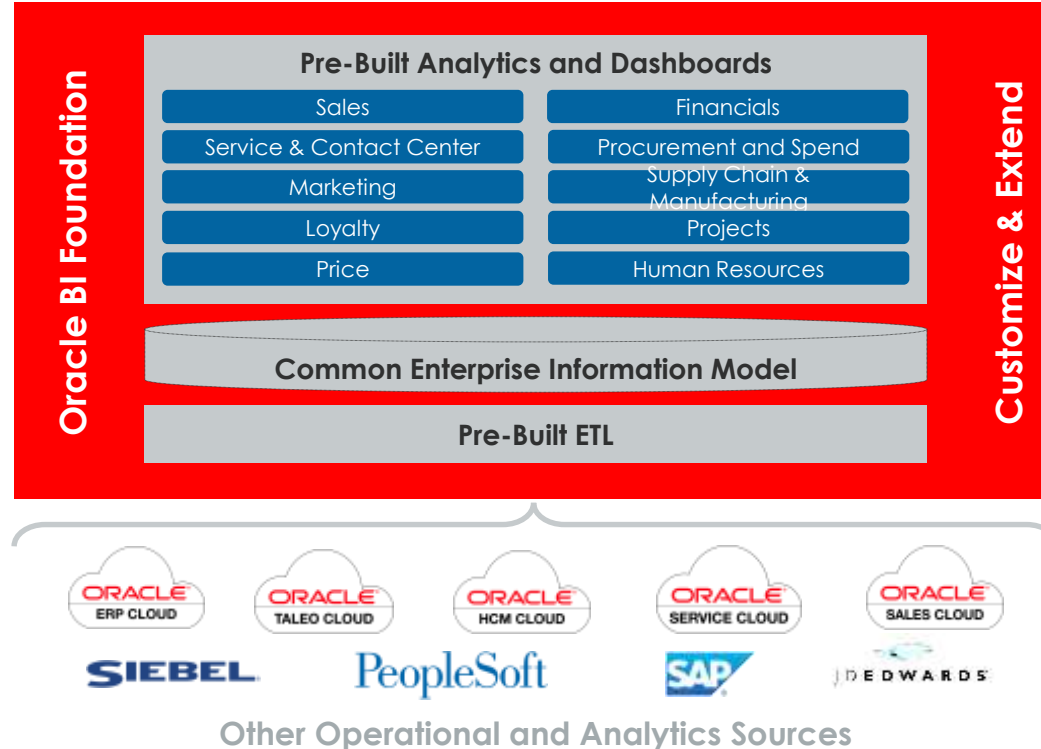 Oracle BI Foundation
Pre-Built Analytics and Dashboards
Sales
Financials
Service & Contact Center
Procurement and Spend
Marketing
Supply Chain &
Manufacturing
Loyalty
Projects
Price
Human Resources
Common Enterprise Information Model
Pre-Built ETL
Customize & Extend
ORACLE
ERP CLOUD
ORACLE
TALEO CLOUD
ORACLE
HCM CLOUD
ORACLE
SERVICE CLOUD
ORACLE
SALES CLOUD
SIEBEL
PeopleSoft
SAP
JDEDWARDS
Other Operational and Analytics Sources